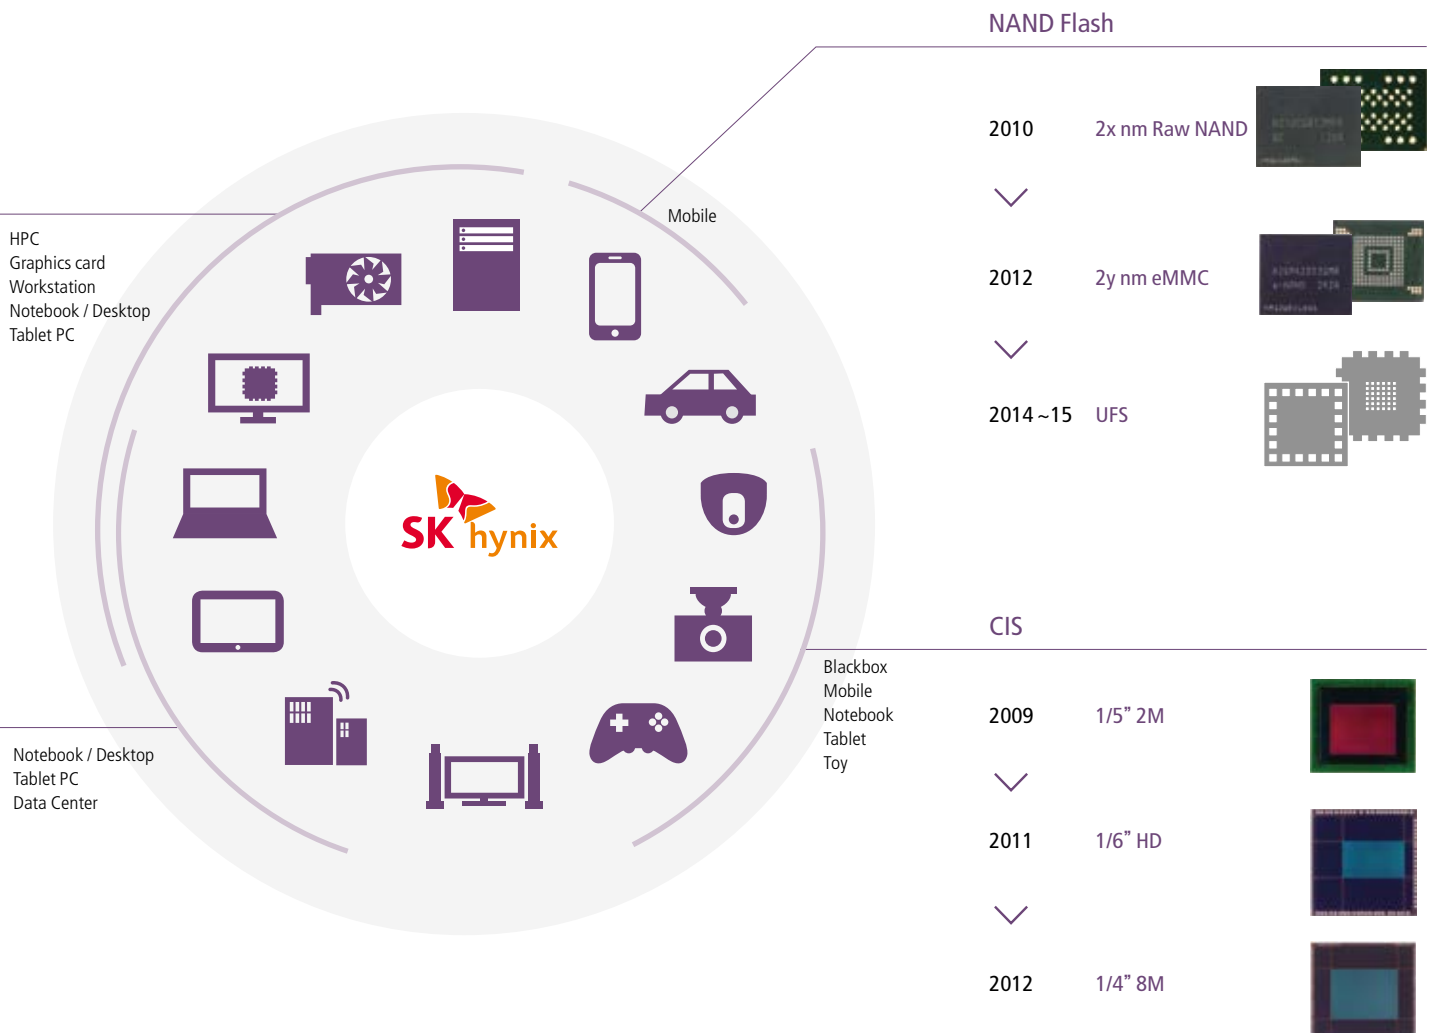 NAND Flash
2010 2x nm Raw NAND
2012 2y nm eMMC
2014 ~15 UFS
Mobile
HPC
Graphics card
Workstation
Notebook / Desktop
Tablet PC
SK hynix
Notebook / Desktop
Tablet PC
Data Center
CIS
Blackbox
Mobile
Notebook
Tablet
Toy
2009 1/5” 2M
2011 1/6” HD
2012 1/4” 8M